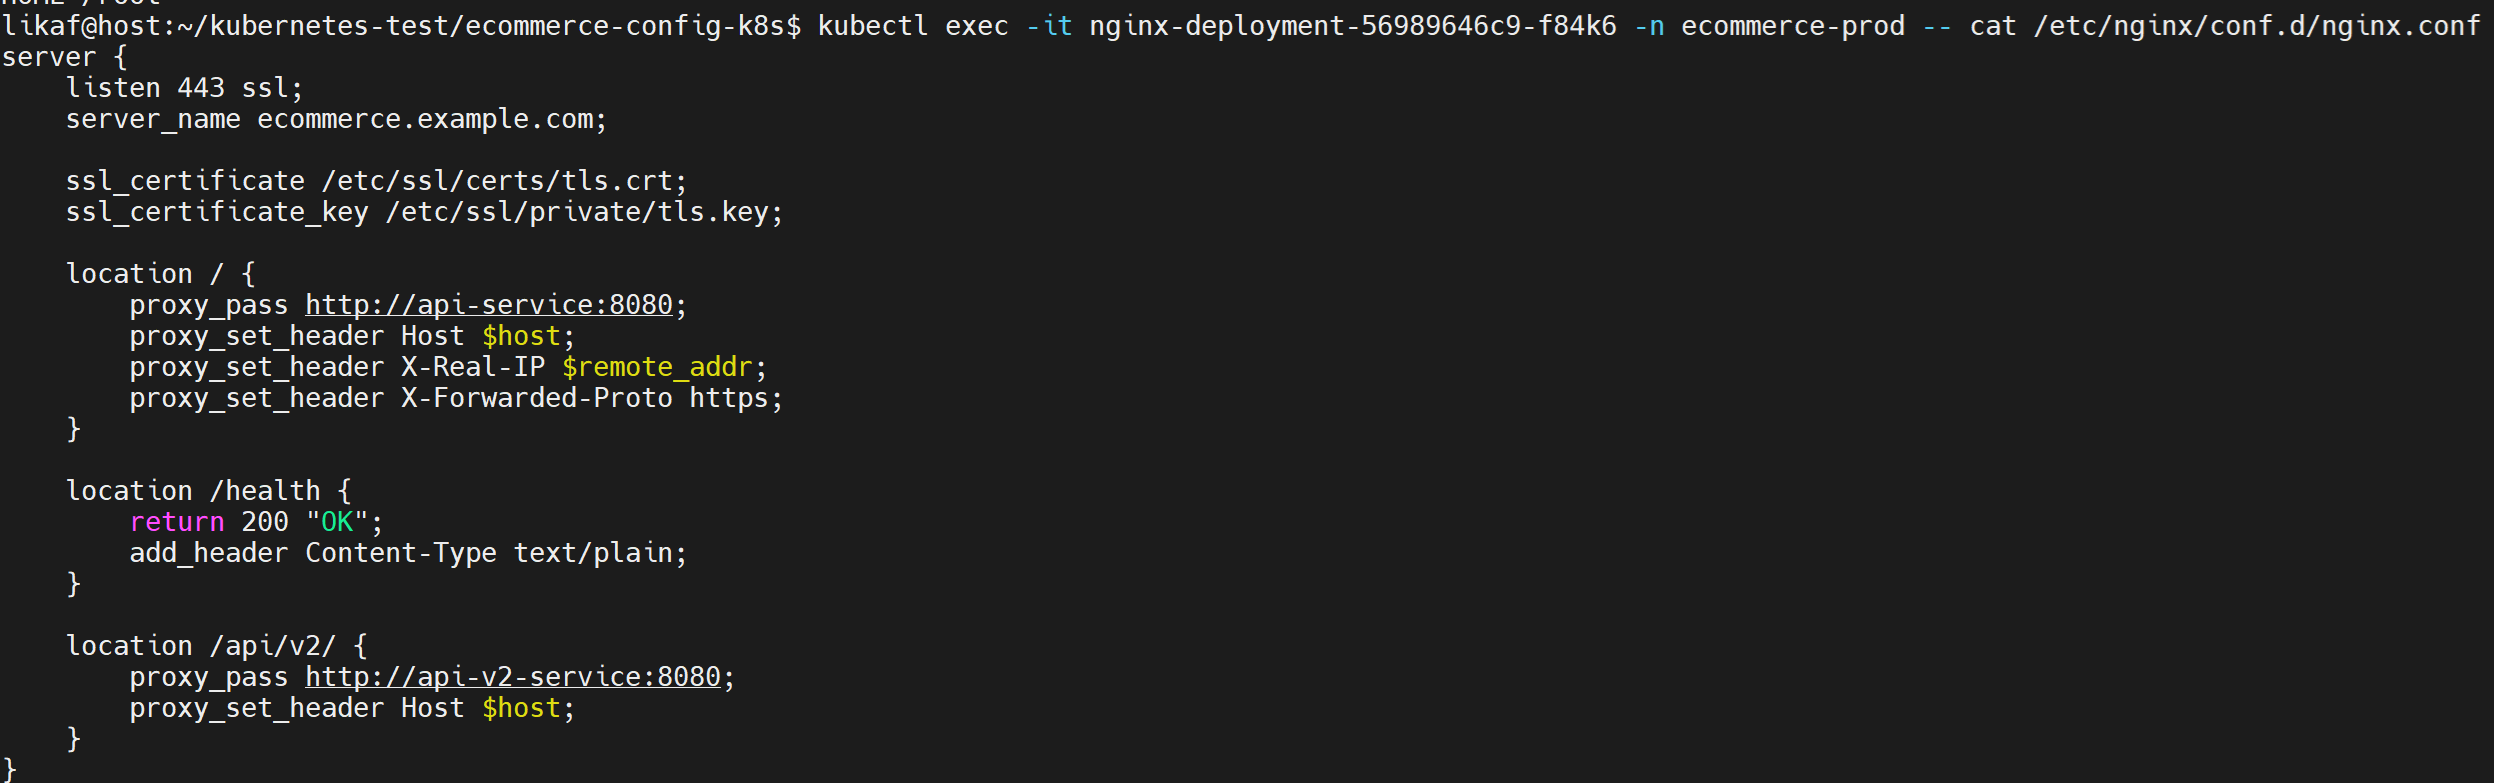 likaf@host:~/kubernetes-test/ecommerce-config-k8s$ kubectl exec -it nginx-deployment-56989646c9-f84k6 -n ecommerce-prod -- cat /etc/nginx/conf.d/nginx.conf
server {
    listen 443 ssl;
    server_name ecommerce.example.com;

    ssl_certificate /etc/ssl/certs/tls.crt;
    ssl_certificate_key /etc/ssl/private/tls.key;

    location / {
        proxy_pass http://api-service:8080;
        proxy_set_header Host $host;
        proxy_set_header X-Real-IP $remote_addr;
        proxy_set_header X-Forwarded-Proto https;
    }

    location /health {
        return 200 "OK";
        add_header Content-Type text/plain;
    }

    location /api/v2/ {
        proxy_pass http://api-v2-service:8080;
        proxy_set_header Host $host;
    }
}